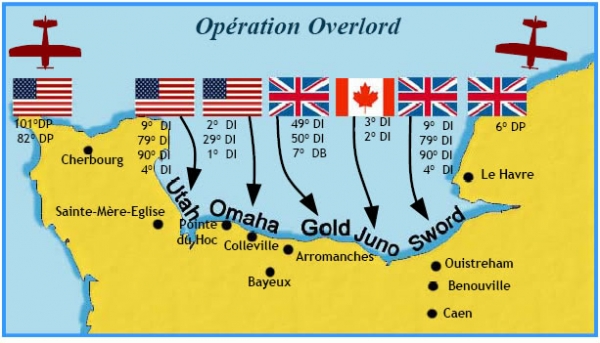 Opération Overlord
101°DP
82° DP
9° DI
79° DI
90° DI
4° DI
2° DI
29° DI
1° DI
49° DI
50° DI
7° DB
3° DI
2° DI
9° DI
79° DI
90° DI
4° DI
6° DP
Cherbourg
Le Havre
Utah
Omaha
Gold
Juno
Sword
Sainte-Mère-Eglise
Pointe
du Hoc
Colleville
Arromanches
Bayeux
Ouistreham
Benouville
Caen